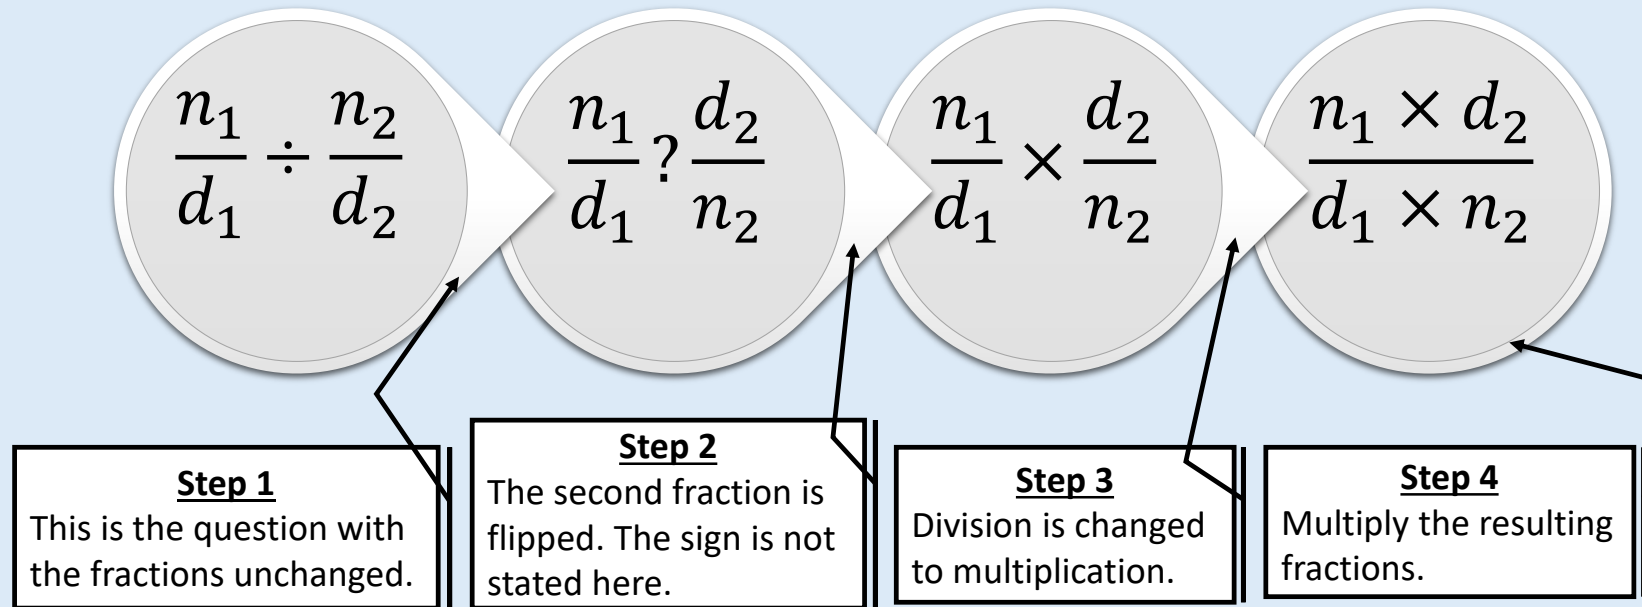 n₁/d₁ ÷ n₂/d₂
n₁/d₁ ? d₂/n₂
n₁/d₁ × d₂/n₂
n₁ × d₂ / d₁ × n₂
Step 1
This is the question with
the fractions unchanged.
Step 2
The second fraction is
flipped. The sign is not
stated here.
Step 3
Division is changed
to multiplication.
Step 4
Multiply the resulting
fractions.